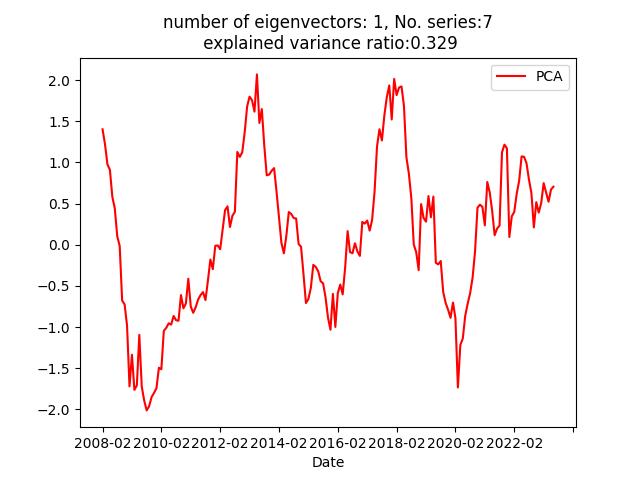 number of eigenvectors: 1, No. series:7
explained variance ratio:0.329
PCA
2.0
1.5
1.0
0.5
0.0
−0.5
−1.0
−1.5
−2.0
2008-02 2010-02 2012-02 2014-02 2016-02 2018-02 2020-02 2022-02
Date